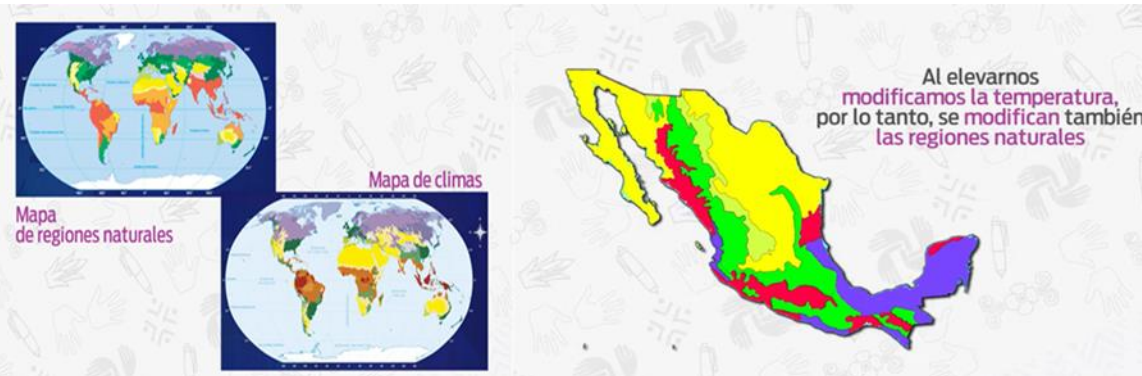 Mapa
de regiones naturales
Mapa de climas
Al elevarnos
modificamos la temperatura,
por lo tanto, se modifican también
las regiones naturales